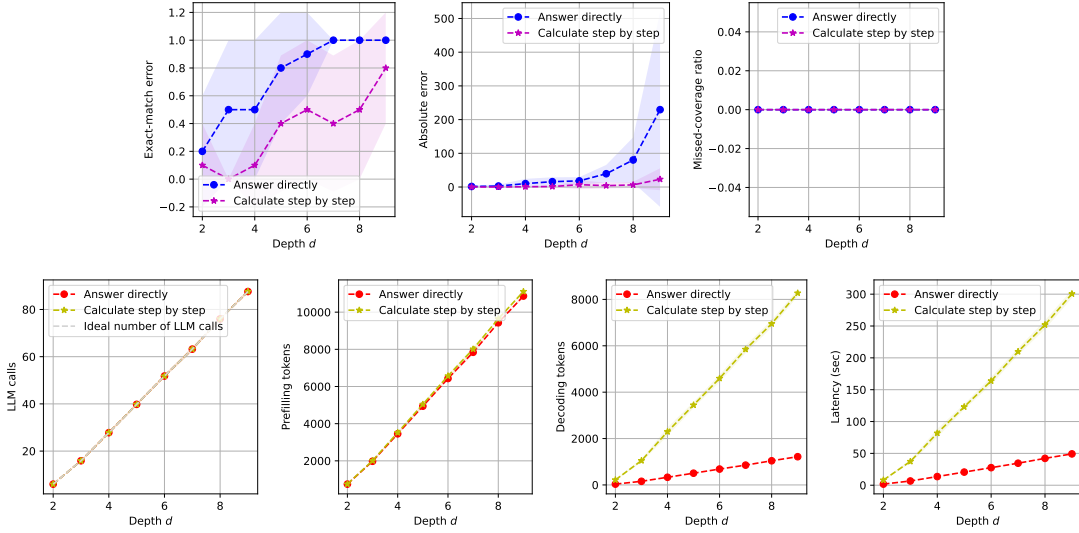 1.2
1.0
0.8
0.6
0.4
0.2
0.0
−0.2
2
4
6
8
Exact-match error
Depth d
Answer directly
Calculate step by step
500
400
300
200
100
0
2
4
6
8
Absolute error
Depth d
Answer directly
Calculate step by step
0.04
0.02
0.00
−0.02
−0.04
2
4
6
8
Missed-coverage ratio
Depth d
Answer directly
Calculate step by step
80
60
40
20
2
4
6
8
LLM calls
Depth d
Answer directly
Calculate step by step
Ideal number of LLM calls
10000
8000
6000
4000
2000
2
4
6
8
Prefilling tokens
Depth d
Answer directly
Calculate step by step
8000
6000
4000
2000
0
2
4
6
8
Decoding tokens
Depth d
Answer directly
Calculate step by step
300
250
200
150
100
50
0
2
4
6
8
Latency (sec)
Depth d
Answer directly
Calculate step by step